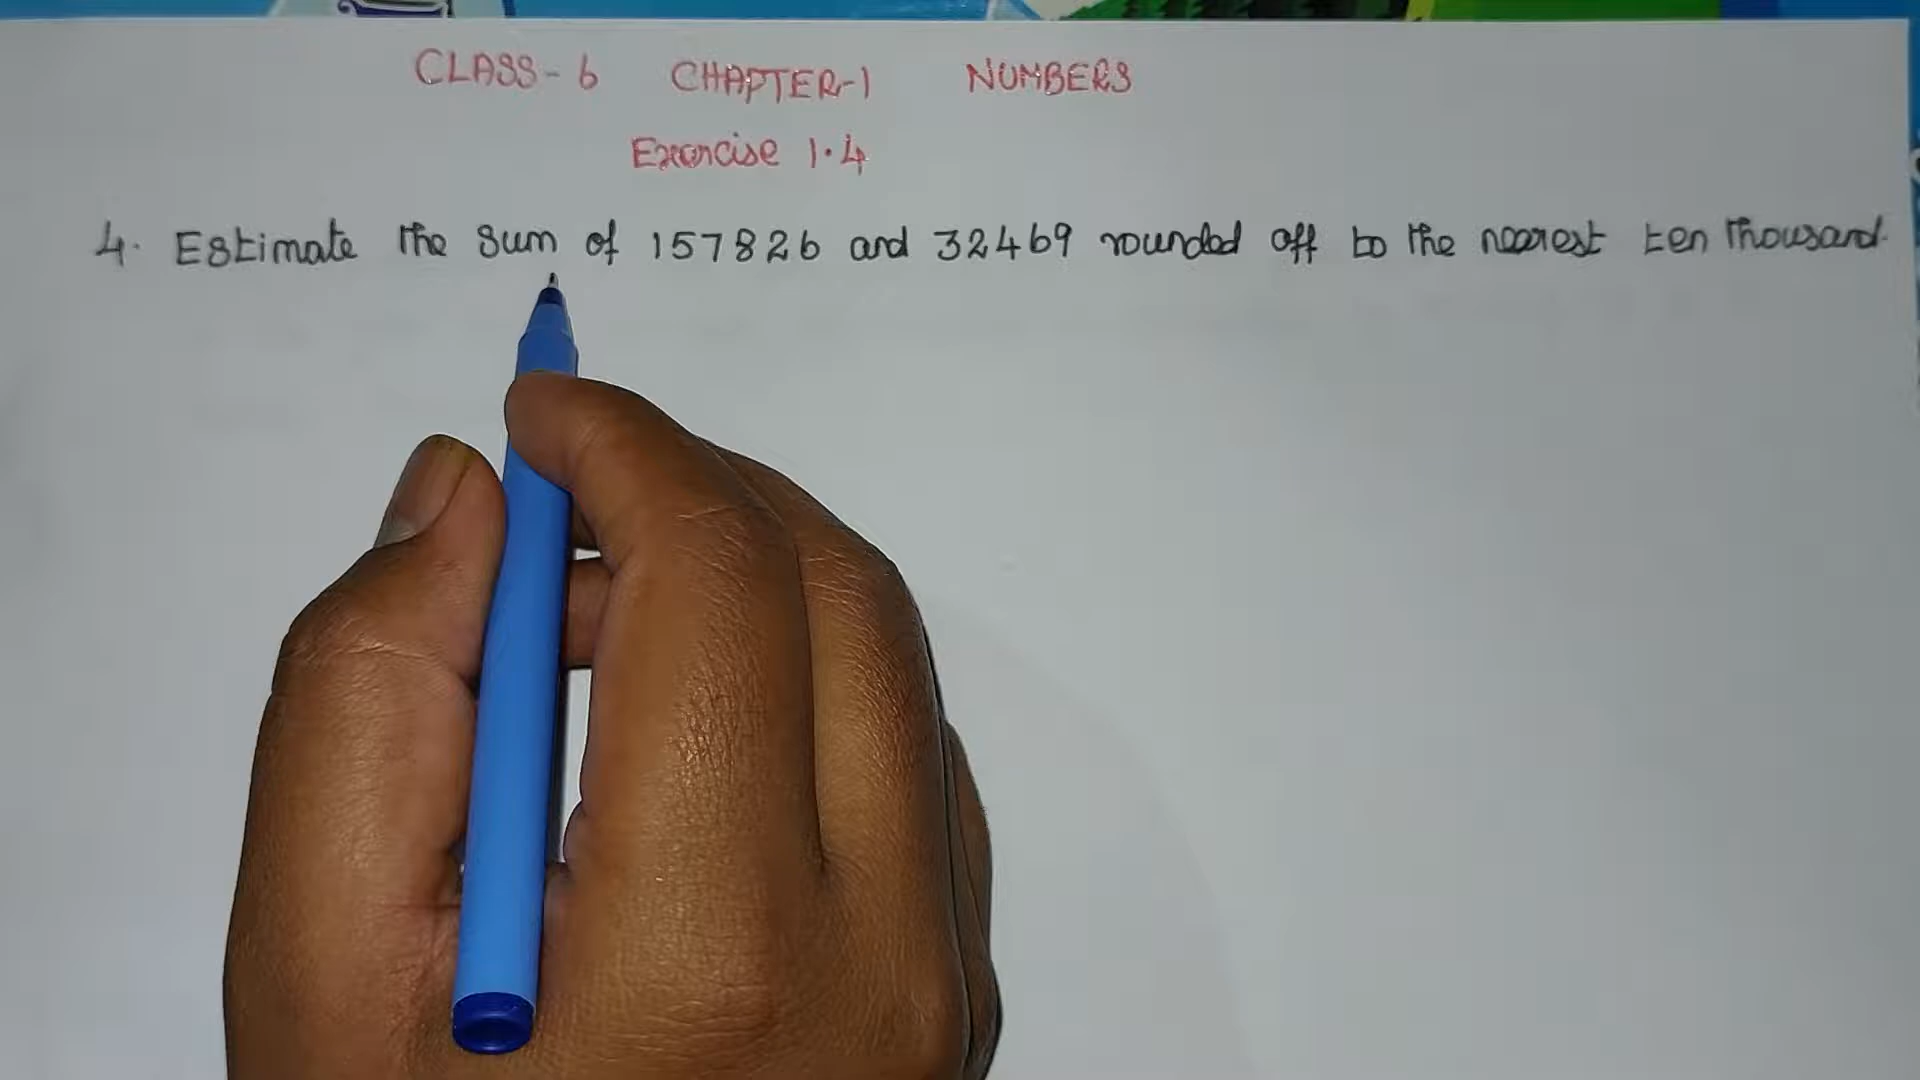 CLASS-6 CHAPTER-1 NUMBERS
Exercise 1.4
4. Estimate the sum of 157826 and 32469 rounded off to the nearest ten thousand.